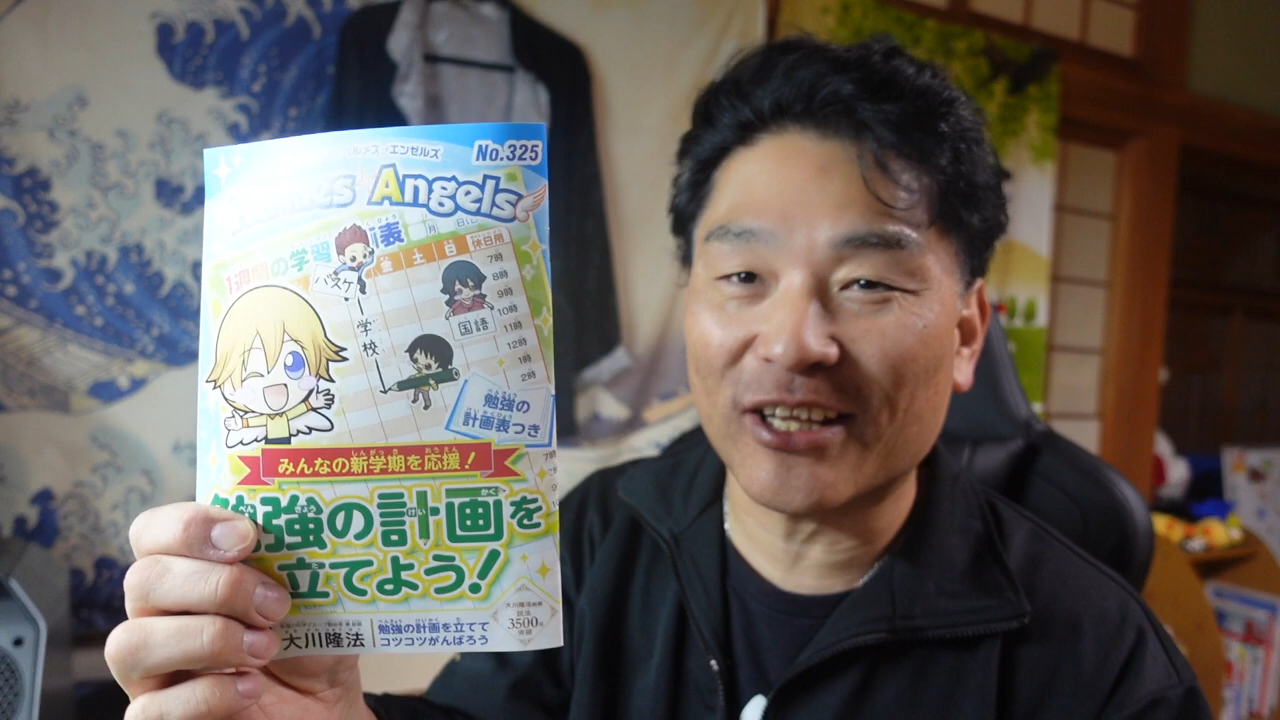 ルメス・エンゼルズ
No.325
Angels
1週間の学習
表
月
日
金 土 日 休日用
バスケ
7時
8時
9時
10時
11時
12時
1時
2時
学校
国語
勉強の
計画表つき
みんなの新学期を応援!
勉強の計画を
立てよう!
大川隆法
勉強の計画を立てて
コツコツがんばろう
3500